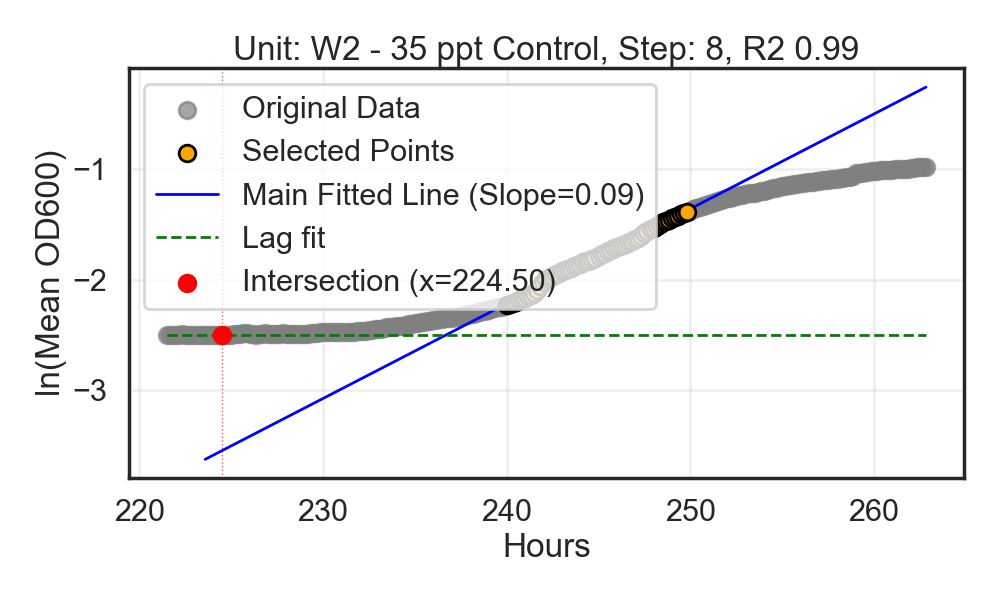 Unit: W2 - 35 ppt Control, Step: 8, R2 0.99
Original Data
Selected Points
Main Fitted Line (Slope=0.09)
Lag fit
Intersection (x=224.50)
ln(Mean OD600)
−1
−2
−3
220 230 240 250 260
Hours